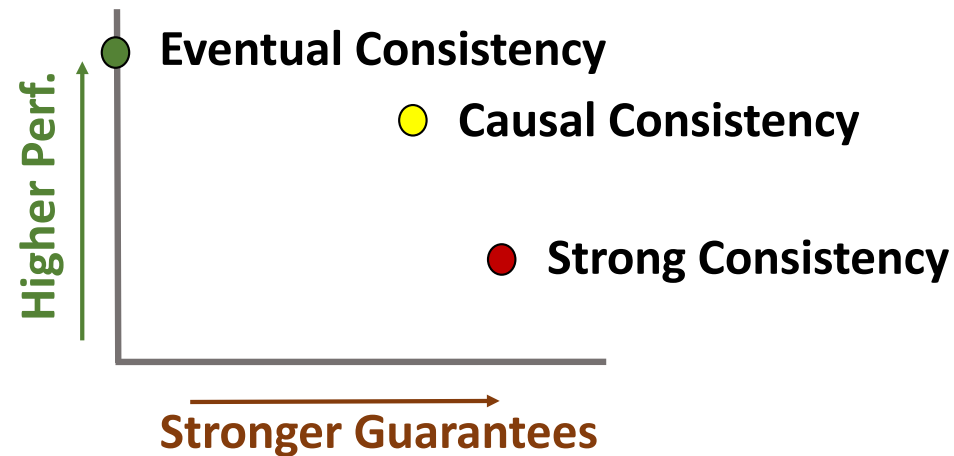 Eventual Consistency
Causal Consistency
Strong Consistency
Higher Perf.
Stronger Guarantees